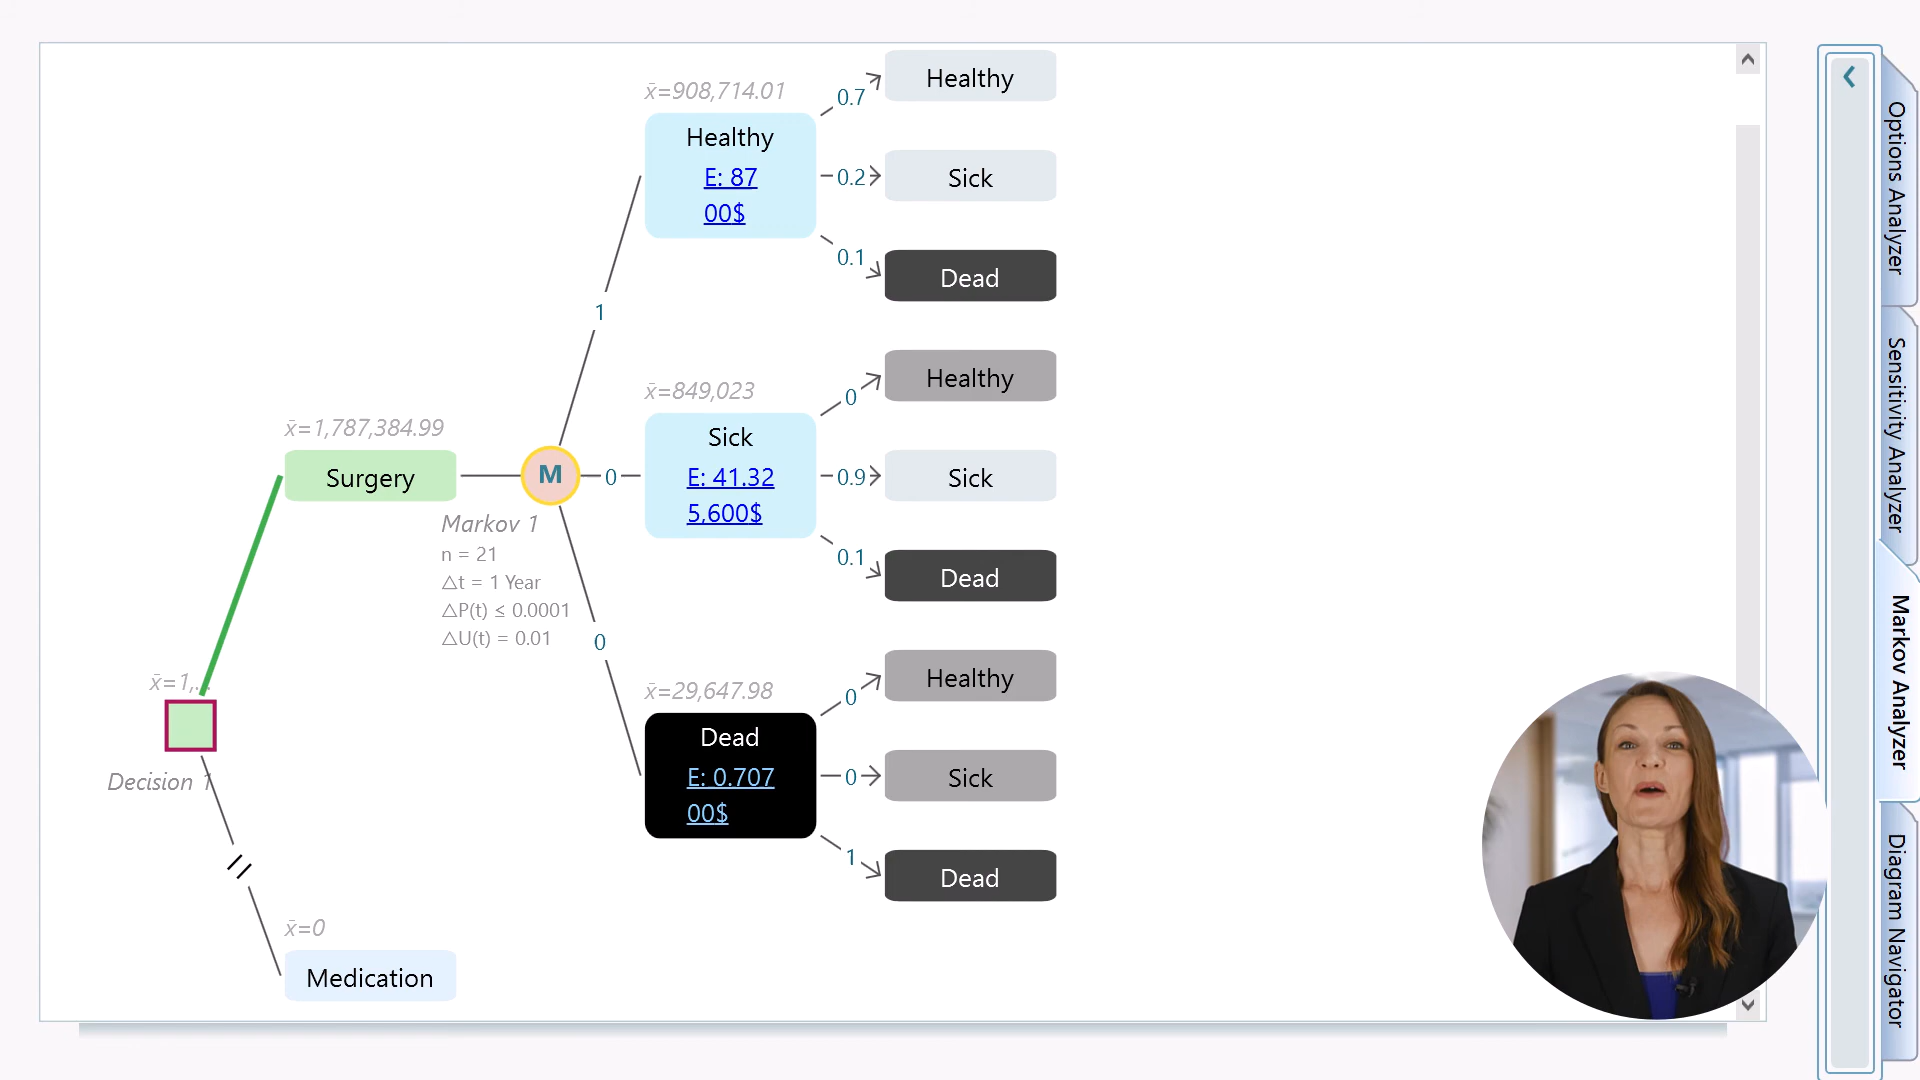 x̄=908,714.01
Healthy
E: 87
00$
0.7
Healthy
0.2
Sick
0.1
Dead
1
x̄=849,023
Sick
E: 41.32
5,600$
0
Healthy
0.9
Sick
0.1
Dead
x̄=1,787,384.99
Surgery
M
0
Markov 1
n = 21
△t = 1 Year
△P(t) ≤ 0.0001
△U(t) = 0.01
0
x̄=29,647.98
Dead
E: 0.707
00$
0
Healthy
0
Sick
1
Dead
x̄=1,...
Decision 1
x̄=0
Medication
Options Analyzer
Sensitivity Analyzer
Markov Analyzer
Diagram Navigator